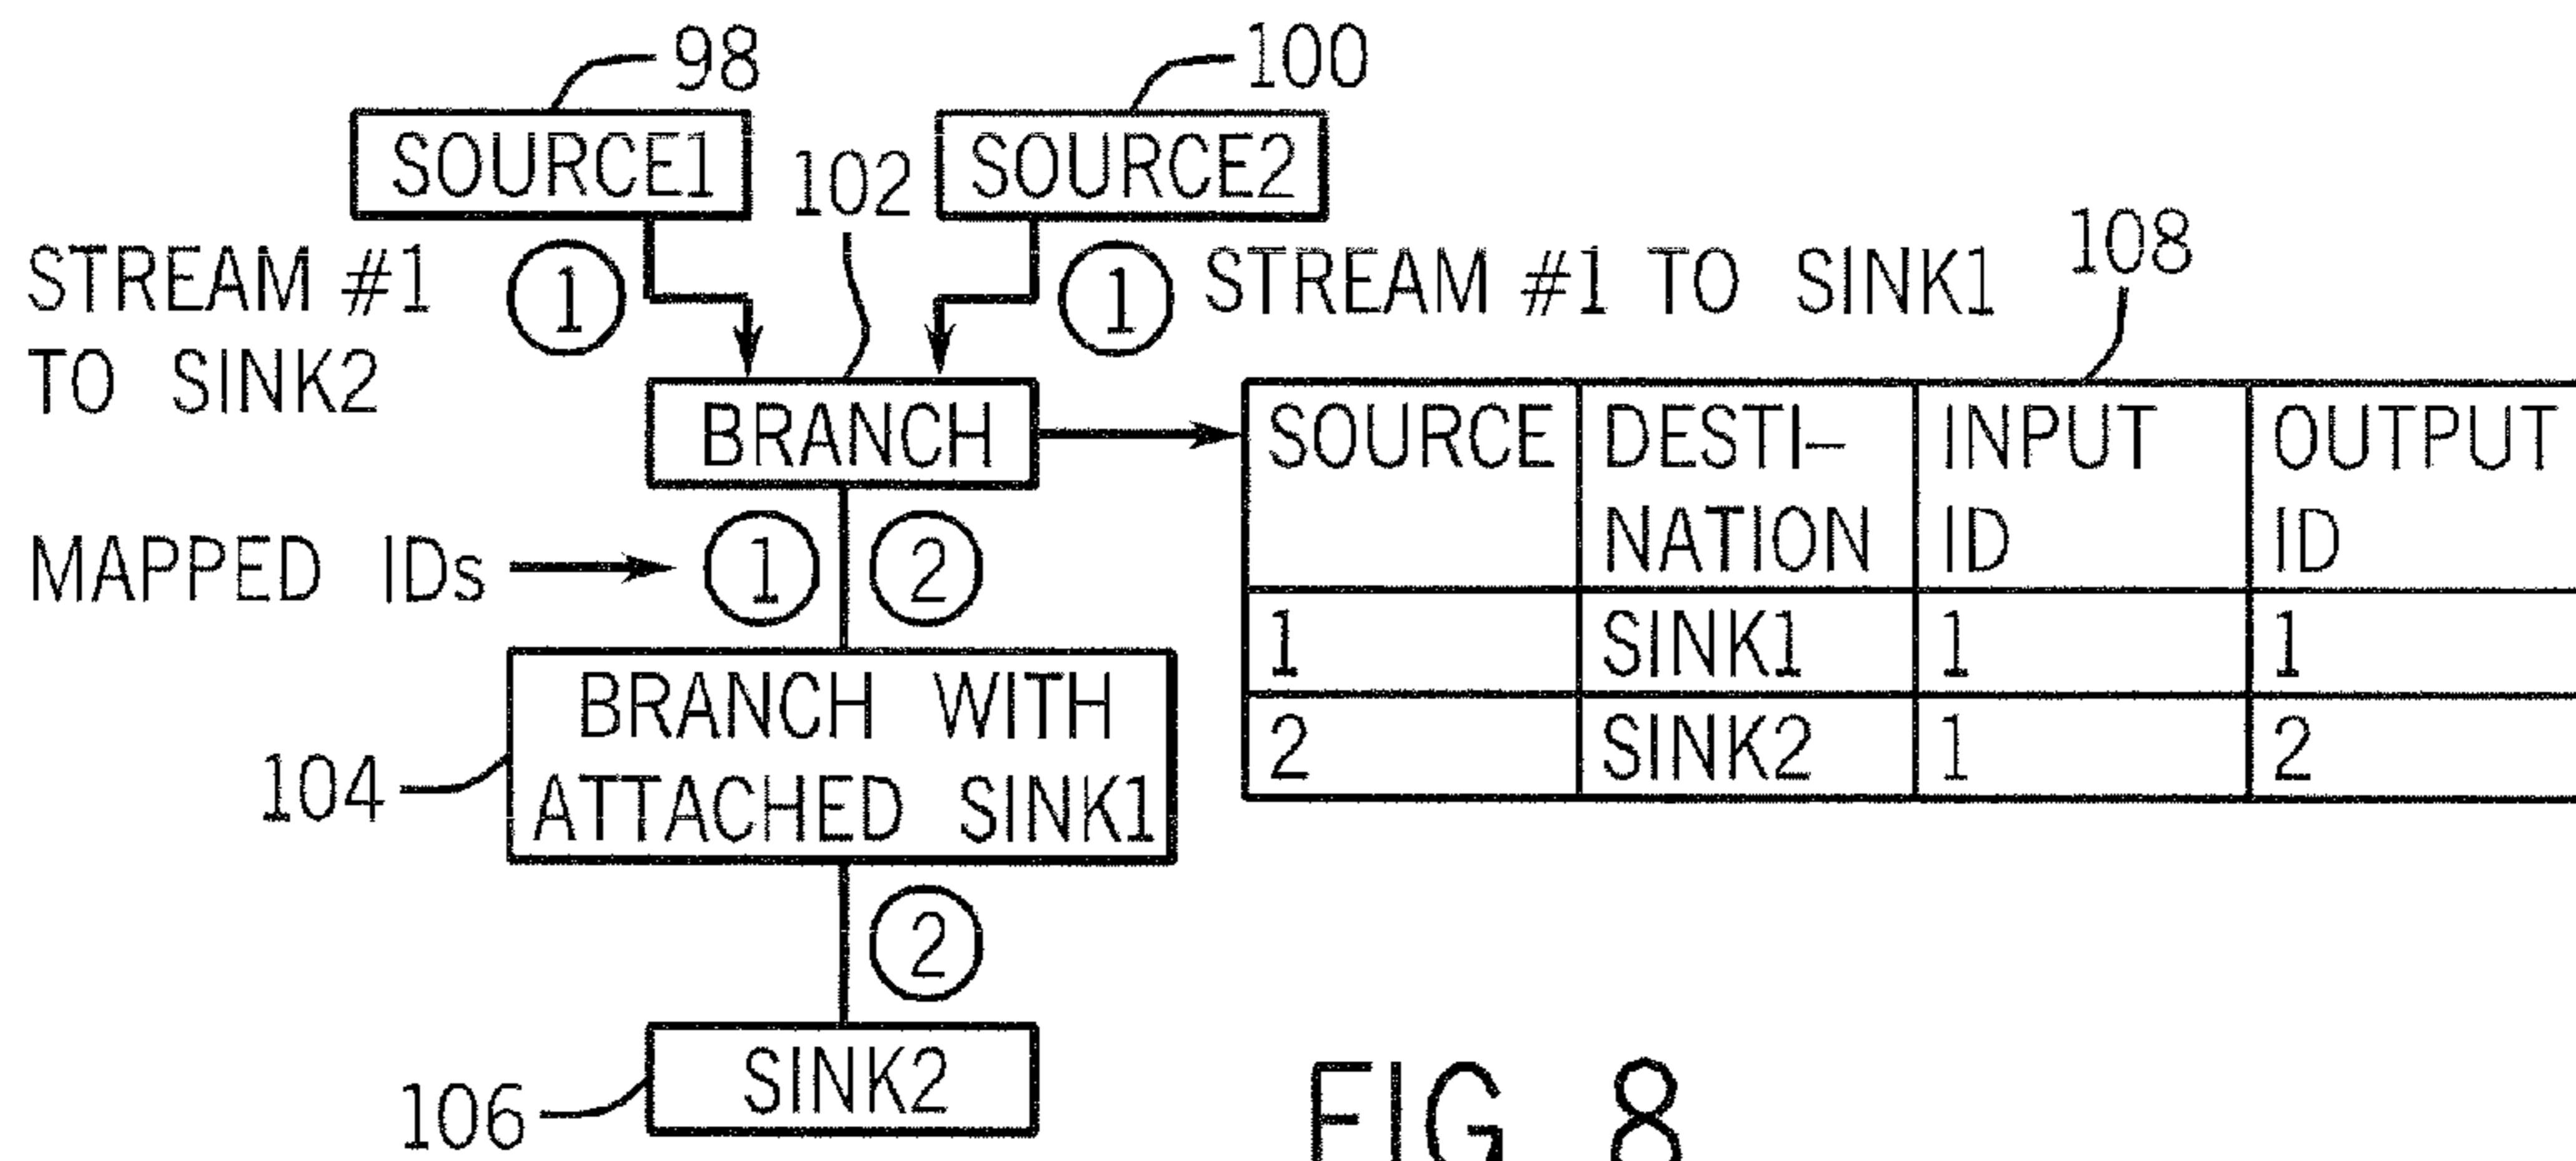 98
100
SOURCE1
102
SOURCE2
108
STREAM #1
TO SINK2
1
1
STREAM #1 TO SINK1
BRANCH
SOURCE
DESTI-
NATION
INPUT
ID
OUTPUT
ID
MAPPED IDs
1
2
1
SINK1
1
1
2
SINK2
1
2
104
BRANCH WITH
ATTACHED SINK1
2
106
SINK2
FIG 8